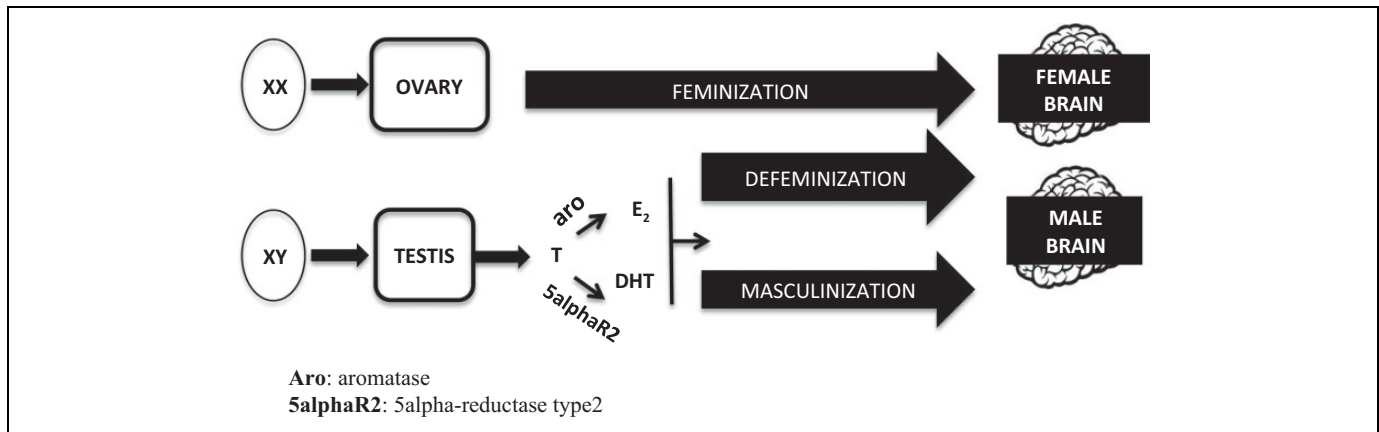 XX
OVARY
FEMINIZATION
FEMALE
BRAIN
XY
TESTIS
T
aro
E₂
5alphaR2
DHT
DEFEMINIZATION
MASCULINIZATION
MALE
BRAIN
Aro: aromatase
5alphaR2: 5alpha-reductase type2